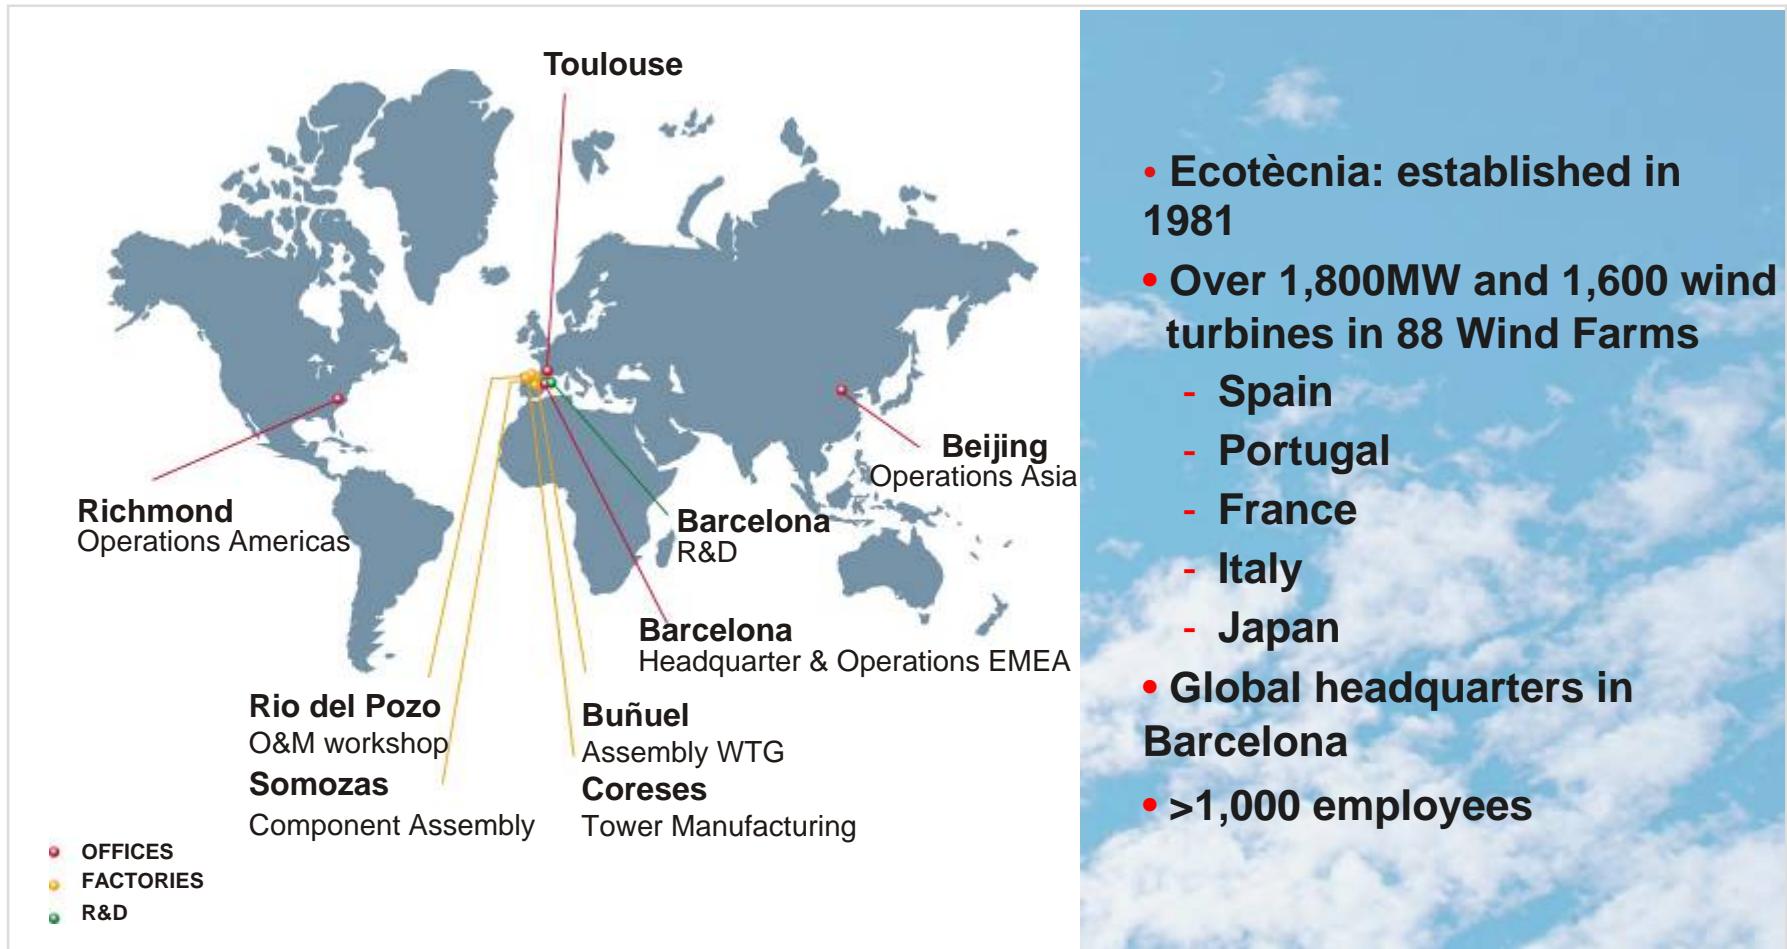 Toulouse
Beijing
Operations Asia
Richmond
Operations Americas
Barcelona
R&D
Barcelona
Headquarter & Operations EMEA
Rio del Pozo
O&M workshop
Somozas
Component Assembly
Buñuel
Assembly WTG
Coreses
Tower Manufacturing
OFFICES
FACTORIES
R&D
• Ecotècnia: established in
1981
• Over 1,800MW and 1,600 wind
turbines in 88 Wind Farms
- Spain
- Portugal
- France
- Italy
- Japan
• Global headquarters in
Barcelona
• >1,000 employees